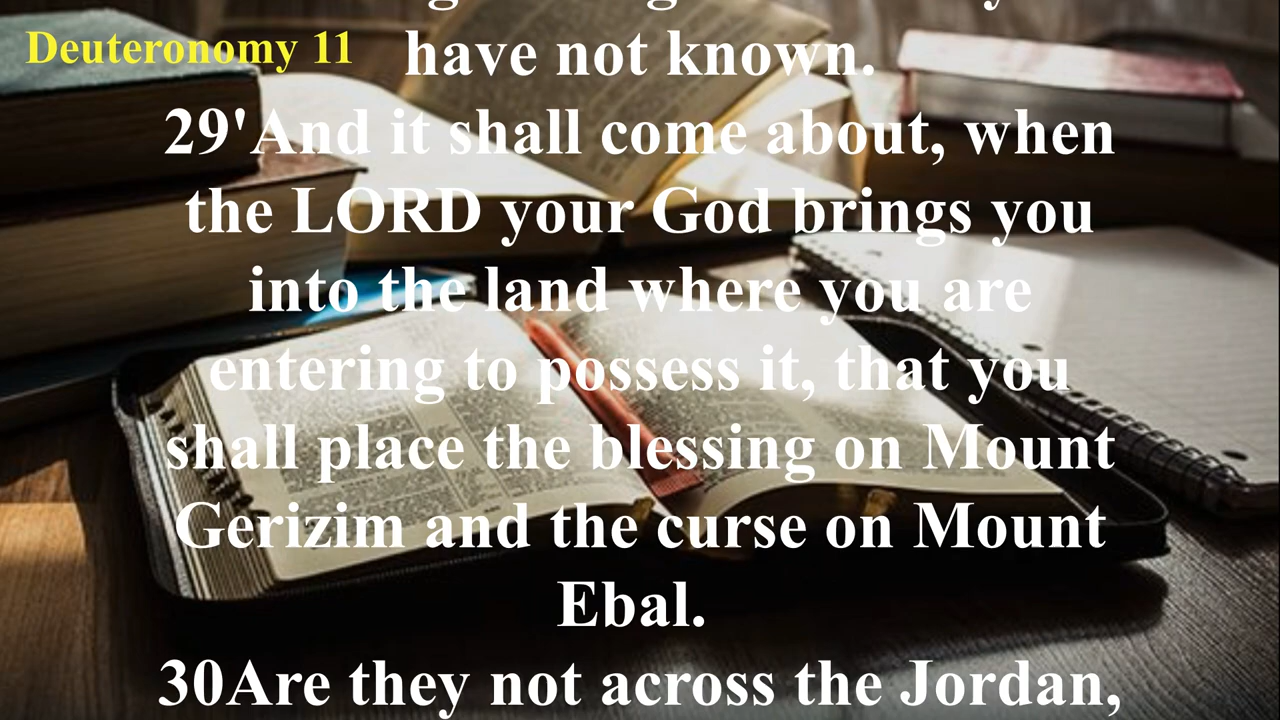 Deuteronomy 11
have not known.
29'And it shall come about, when
the LORD your God brings you
into the land where you are
entering to possess it, that you
shall place the blessing on Mount
Gerizim and the curse on Mount
Ebal.
30Are they not across the Jordan,